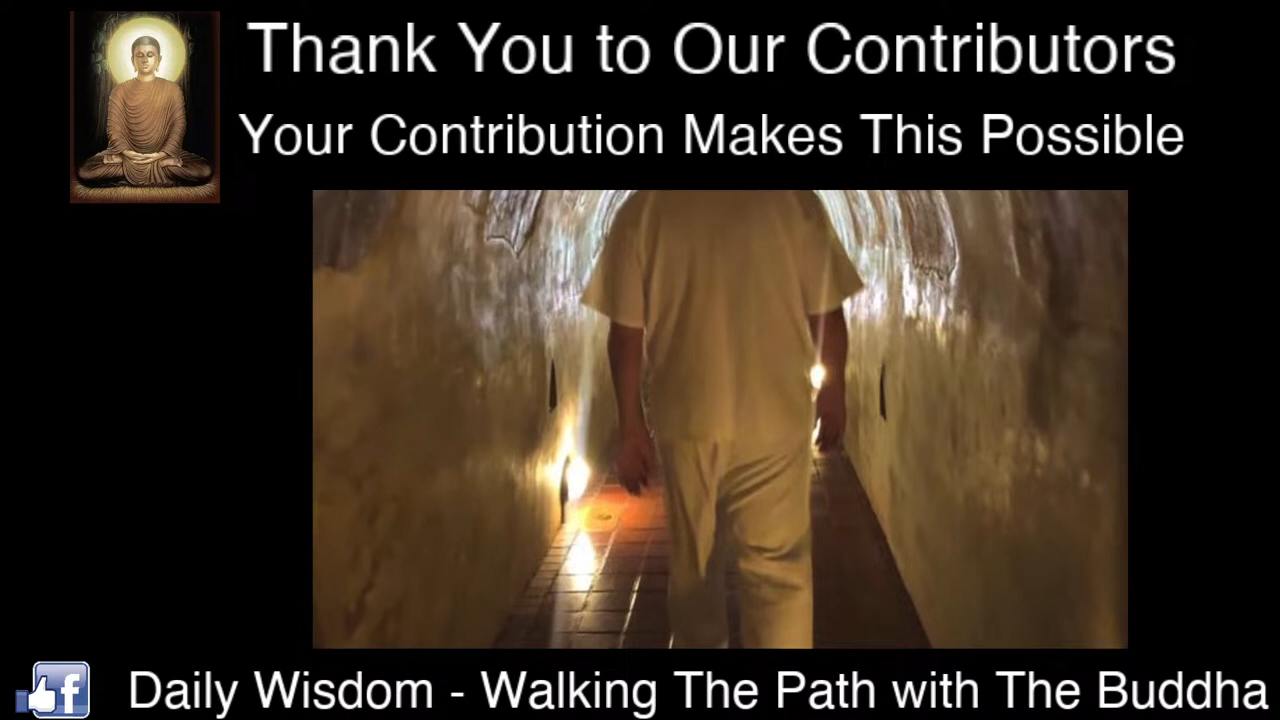 Thank You to Our Contributors
Your Contribution Makes This Possible
Daily Wisdom - Walking The Path with The Buddha